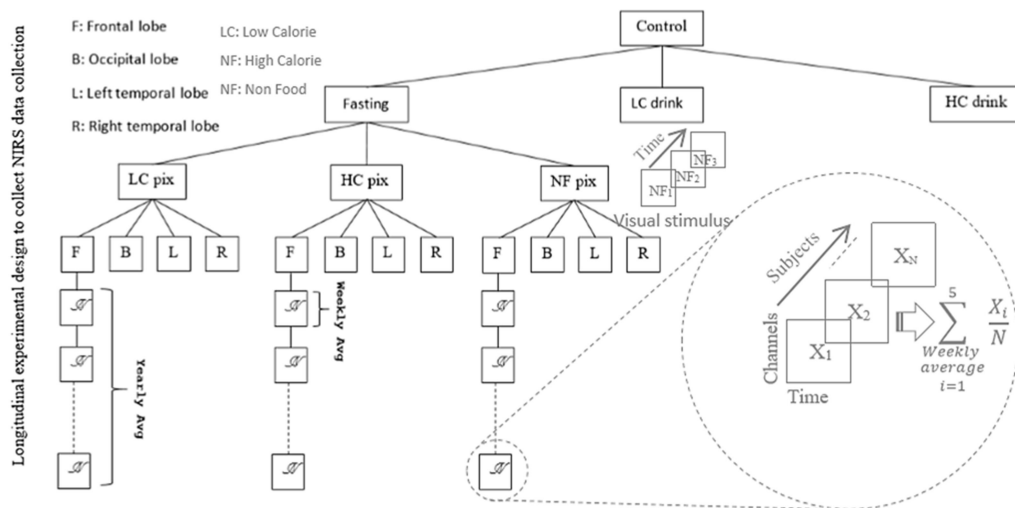 Longitudinal experimental design to collect NIRS data collection
F: Frontal lobe
B: Occipital lobe
L: Left temporal lobe
R: Right temporal lobe
LC: Low Calorie
NF: High Calorie
NF: Non Food
Control
Fasting
LC drink
HC drink
LC pix
HC pix
NF pix
Time
NF₁
NF₂
NF₃
Visual stimulus
F B L R
F B L R
F B L R
𝒩 𝒩 𝒩
𝒩 𝒩 𝒩
𝒩 𝒩 𝒩
Yearly Avg
Weekly Avg
Subjects
Channels
Time
X₁
X₂
X_N
5
∑ X_i/N
Weekly
average
i=1